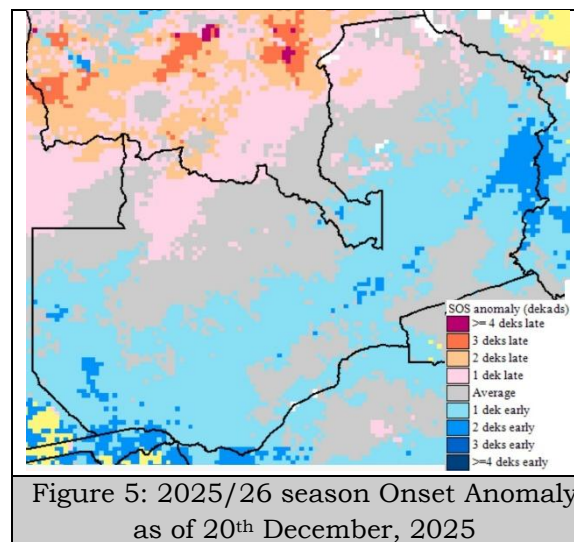 SOS anomaly (dekads)
>= 4 deks late
3 deks late
2 deks late
1 dek late
Average
1 dek early
2 deks early
3 deks early
>=4 deks early
Figure 5: 2025/26 season Onset Anomaly
as of 20th December, 2025